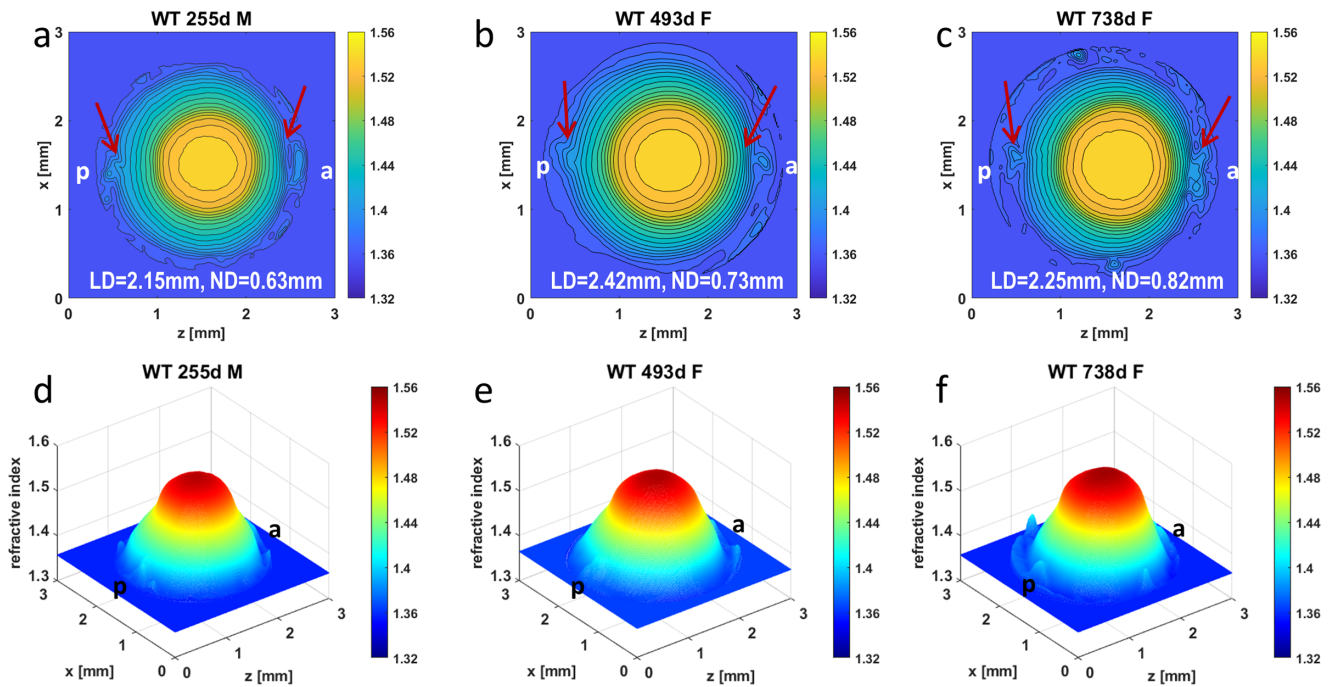 a
WT 255d M
3
2
1
0
x [mm]
0
1
2
3
z [mm]
p
a
LD=2.15mm, ND=0.63mm
1.56
1.52
1.48
1.44
1.4
1.36
1.32
b
WT 493d F
3
2
1
0
x [mm]
0
1
2
3
z [mm]
p
a
LD=2.42mm, ND=0.73mm
1.56
1.52
1.48
1.44
1.4
1.36
1.32
c
WT 738d F
3
2
1
0
x [mm]
0
1
2
3
z [mm]
p
a
LD=2.25mm, ND=0.82mm
1.56
1.52
1.48
1.44
1.4
1.36
1.32
d
WT 255d M
refractive index
1.6
1.5
1.4
1.3
3
2
1
0
x [mm]
0
1
2
3
z [mm]
p
a
1.56
1.52
1.48
1.44
1.4
1.36
1.32
e
WT 493d F
refractive index
1.6
1.5
1.4
1.3
3
2
1
0
x [mm]
0
1
2
3
z [mm]
p
a
1.56
1.52
1.48
1.44
1.4
1.36
1.32
f
WT 738d F
refractive index
1.6
1.5
1.4
1.3
3
2
1
0
x [mm]
0
1
2
3
z [mm]
p
a
1.56
1.52
1.48
1.44
1.4
1.36
1.32